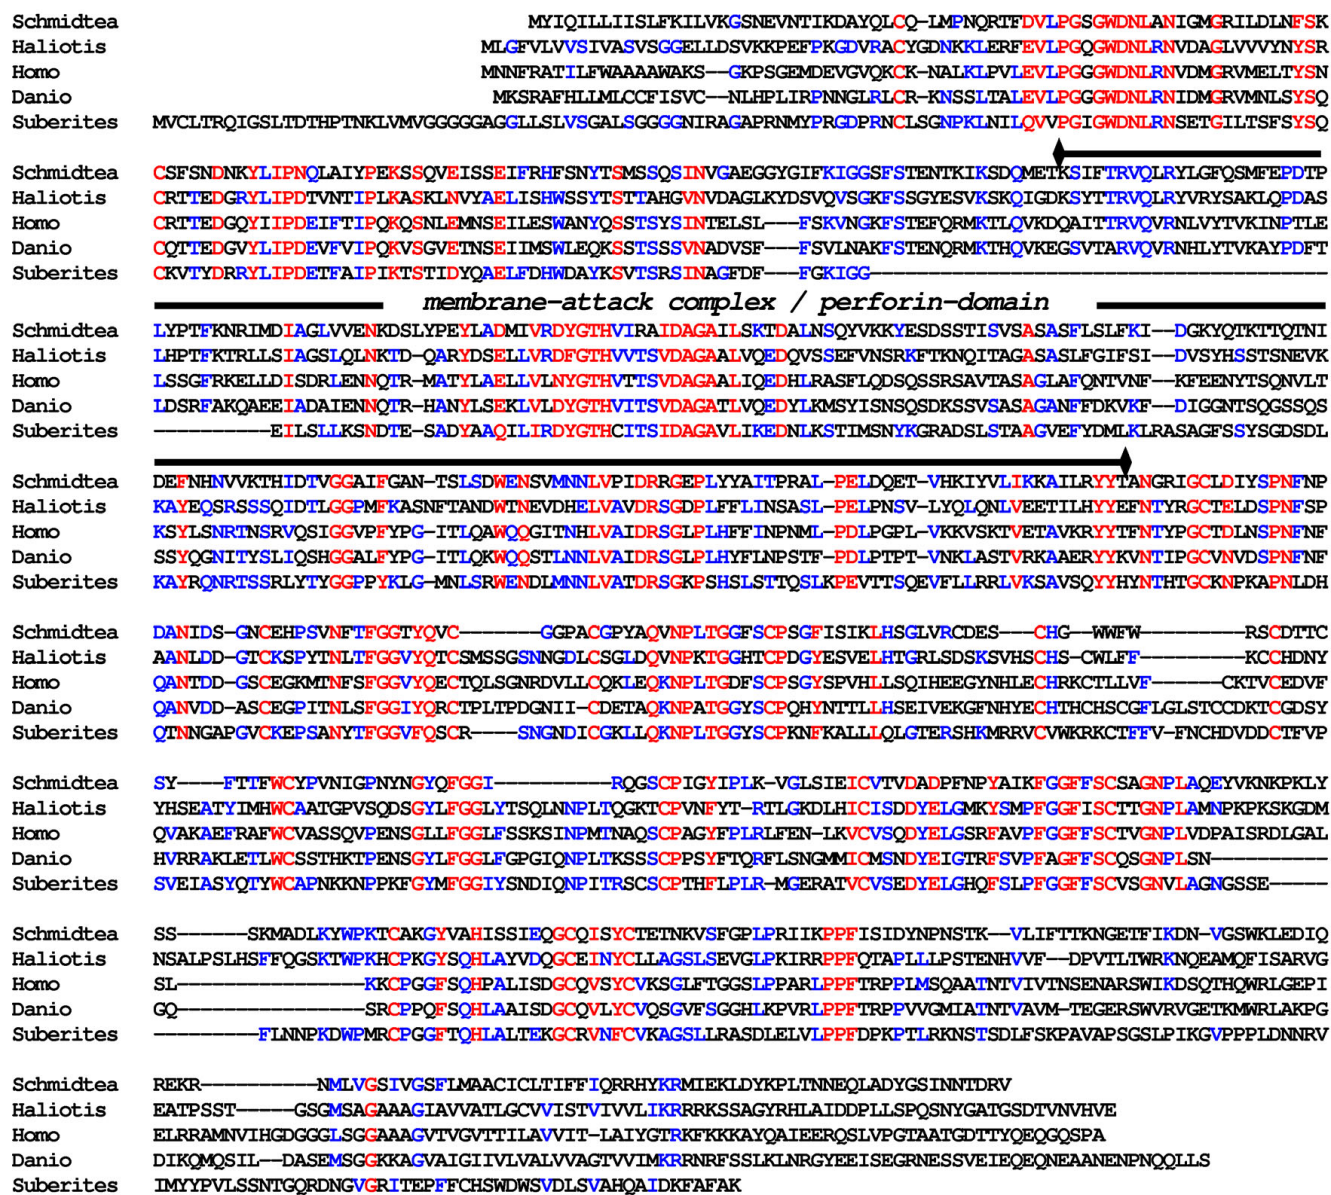 Schmidtea MYIQILLIISLFKILVKGSNEVNTIKDAYQLCQ-LMPNQRTFDVLPGSGWDNLANIGMGRILDLNFSK
Haliotis MLGFVLVVSIVASVSGGELLDSVKKPEFPKGDVRACYGDNKKLERFEVLPGQGWDNLRNVDAGLVVVYNYSR
Homo MNNFRATILFWAAAAWAKS--GKPSGEMDEVGVQKCK-NALKLPVLEVLPGGGWDNLRNVDMGRVMELTYSN
Danio MKSRAFHLLMLCCFISVC--NLHPLIRPNNGLRLCR-KNSSLTALEVLPGGGWDNLRNIDMGRVMNLSYSQ
Suberites MVCLTRQIGSLTDTHPTNKLVMVGGGGGAGGLLSLVSGALSGGGGNIRAGAPRNMYPRGDPRNCLSGNPKLNILQVVPGIGWDNLRNSETGILTSFSYSQ
Schmidtea CSFSNDNKYLIPNQLAIYPEKSSQVEISSEIFRHFSNYTSMSSQSINVGAEGGYGIFKIGGSFSTENTKIKSDQMETKSIFTTRVQLRYLGFQSMFEPDTP
Haliotis CRTTEDGRYLIPDTVNTIPLKASKLNVYAELISHWSSYTSTTAHGVNVDAGLKYDSVQVSGKFSSGYESVKSKQIGDKSVTTRVQLRYVRYSAKLQPDAS
Homo CRTTEDGQYIIPDEIFTIPQKQSNLEMNSEILESWANYQSSTSYSINTELSL---FSKVNGKFSTEFQRMKTLQVKDQAITTRVQVRNLVYTVKINPTLE
Danio CQTTEDGVYLIPDEVFVIPQKVSGVETNSEIIMSWLEQKSSTSSSVNADVSF---FSVLNAKFSTENQRMKTHQVKEGSVTARVQVRNHLYTVKAYPDFT
Suberites CKVTYDRRYLIPDETFAIPIKTSTIDYQAELFDHWDAYKSVTSRSINAGFDF---FGKIGG---------------------------------------
membrane-attack complex / perforin-domain
Schmidtea LYPTFKNRIMDIAGLVVENKDSLYPEYLADMIVRDYGTHVIRAIDAGAILSKTDALNSQYVKKYESDSSTISVSASASFLSLFKI--DGKYQTKTTQTNI
Haliotis LHPTFKTRLLSIAGSLQLNKTD-QARYDSELLVRDFGTHVVTSVDAGAALVQEDQVSSEFVNSRKFTKNQITAGASASLFGIFSI--DVSYHSSTSNEVK
Homo LSSGFRKELLDISDRLENNQTR-MATYLAELLVLNYGTHVTTSVDAGAALIQEDHLRASFLQDSQSSRSAVTASAGLAFQNTVNF--KFEENYTSQNVLT
Danio LDSRFAKQAEEIADAIENNQTR-HANYLSEKLVLDYGTHVITSVDAGATLVQEDYLKMSYISNSQSDKSSVSASAGANFFDKVKF--DIGGNTSQGSSQS
Suberites ----------EILSLLKSNDTE-SADYAAQILIRDYGTHCITSIDAGAVLIKEDNLKSTIMSNYKGRADSLSTAAGVEFYDMLKLRASAGFSSYSGDSDL
Schmidtea DEFNHNVVKTHIDTVGGAIFGAN-TSLSDWENSVMNNLVPIDRRGEPLYYAITPRAL-PELDQET-VHKIYVLIKKAILRYYTANGRIGCLDIYSPNFNP
Haliotis KAYEQSRSSSQIDTLGGPMFKASNFTANDWTNEVDHELVAVDRSGDPLFFLINSASL-PELPNSV-LYQLQNLVEETILHYYEFNTYRGCTELDSPNFSP
Homo KSYLSNRTNSRVQSIGGVPFYPG-ITLQAWQQGITNHLVAIDRSGLPLHFFINPNML-PDLPGPL-VKKVSKTVETAVKRYYTFNTYPGCTDLNSPNFNF
Danio SSYQGNITYSLIQSHGGALFYPG-ITLQKWQQSTLNNLVAIDRSGLPLHYFLNPSTF-PDLPTPT-VNKLASTVRKAAERYYKVNTIPGCVNVDSPNFNF
Suberites KAYRQNRTSSRLYTYGGPPYKLG-MNLSRWENDLMNNLVATDRSGKPSHSLSTTQSLKPEVTTSQEVFLLRRLVKSAVSQYYHYNTHTGCKNPKAPNLDH
Schmidtea DANIDS-GNCEHPSVNFTFGGTYQVC-------GGPACGPYAQVNPLTGGFSCPSGFISIKLHSGLVRCDES----CHG--WWFW---------RSCDTTC
Haliotis AANLDD-GTCKSPYTNLTFGGVYQTCSMSSGSNNGDLCSGLDQVNPKTGGHTCPDGYESVELHTGRLSDSKSVHSCHS-CWLFF---------KCCHDNY
Homo QANTDD-GSCEGKMTNFSFGGVYQECTQLSGNRDVLLCQKLEQKNPLTGDFSCPSGYSPVHLLSQIHEEGYNHLECHRKCTLLVF-------CKTVCEDVF
Danio QANVDD-ASCEGPITNLSFGGIYQRCTPLTPDGNII-CDETAQKNPATGGYSCPQHYNTTLLHSEIVEKGFNHYECHTHCHSCGFLGLSTCCDKTCGDSY
Suberites QTNNGAPGVCKEPSANYTFGGVFQSCR----SNGNDICGKLLQKNPLTGGYSCPKNFKALLLQLGTERSHKMRRVCVWKRKCTFFV-FNCHDVDDCTFVP
Schmidtea SY----FTTFWCYPVNIGPNYNGYQFGGI----------RQGSCPIGYIPLK-VGLSIEICVTVDADPFNPYAIKFGGFFSCSAGNPLAQEYVKNKPKLY
Haliotis YHSEATYIMHWCAATGPVSQDSGYLFGGLYTSQLNNPLTQGKTCPVNFYT-RTLGKDLHICISDDYELGMKYSMPFGGFISCTTGNPLAMNPKPKSKGDM
Homo QVAKAEFRAFWCVASSQVPENSGLLFGGLFSSKSINPMTNAQSCPAGYFPLRLFEN-LKVCVSQDYELGSRFAVPFGGFFSCTVGNPLVDPAISRDLGAL
Danio HVRRAKLETLWCSSTHKTPENSGYLFGGLFGPGIQNPLTKSSSCPPSYFTQRFLSNGMMICMSNDYEIGTRFSVPFAGFFSCQSGNPLSN----------
Suberites SVEIASYQTYWCAPNKKNPPKFGYMFGGIYSNDIQNPITRSCSCPTHFLPLR-MGERATVCVSEDYELGHQFSLPFGGFFSCVSGNVLAGNGSSE-----
Schmidtea SS------SKMADLKYWPKTCAKGYVAHISSIEQGCQISYCTETNKVSFGPLPRIIKPPFISIDYNPNSTK--VLIFTTKNGETFIKDN-VGSWKLEDIQ
Haliotis NSALPSLHSFFQGSKTWPKHCPKGYSQHLAYVDQGCEINYCLLAGSLSEVGLPKIRRPPFQTAPLLLPSTENHVVF--DPVTLTWRKNQEAMQFISARVG
Homo SL----------------KKCPGGFSQHPALISDGCQVSYCVKSGLFTGGSLPPARLPPFTRPPLMSQAATNTVIVTNSENARSWIKDSQTHQWRLGEPI
Danio GQ----------------SRCPPQFSQHLAAISDGCQVLYCVQSGVFSGGHLKPVRLPPFTRPPVVGMIATNTVAVM-TEGERSWVRVGETKMWRLAKPG
Suberites ---------FLNNPKDWPMRCPGGFTQHLALTEKGCRVNFCVKAGSLLRASDLELVLPPFDPKPTLRKNSTSDLFSKPAVAPSGSLPIKGVPPPLDNNRV
Schmidtea REKR----------NMLVGSIVGSFLMAACICLTIFFIQRRHYKRMIEKLDYKPLTNNEQLADYGSINNTDRV
Haliotis EATPSST-----GSGMSAGAAAGIAVVATLGCVVISTVIVVLIKRRRKSSAGYRHLAIDDPLLSPQSNYGATGSDTVNVHVE
Homo ELRRAMNVIHGDGGGLSGGAAAGVTVGVTTILAVVIT-LAIYGTRKFKKKAYQAIEERQSLVPGTAATGDTTYQEQGQSPA
Danio DIKQMQSIL--DASEMSGGKKAGVAIGIIVLVALVVAGTVVIMKRRNRFSSLKLNRGYEEISEGRNESSVEIEQEQNEAANENPNQQLLS
Suberites IMYYPVLSSNTGQRDNGVGRITEPFFFCHSWDWSVDLSVAHQAIDKFAFAK